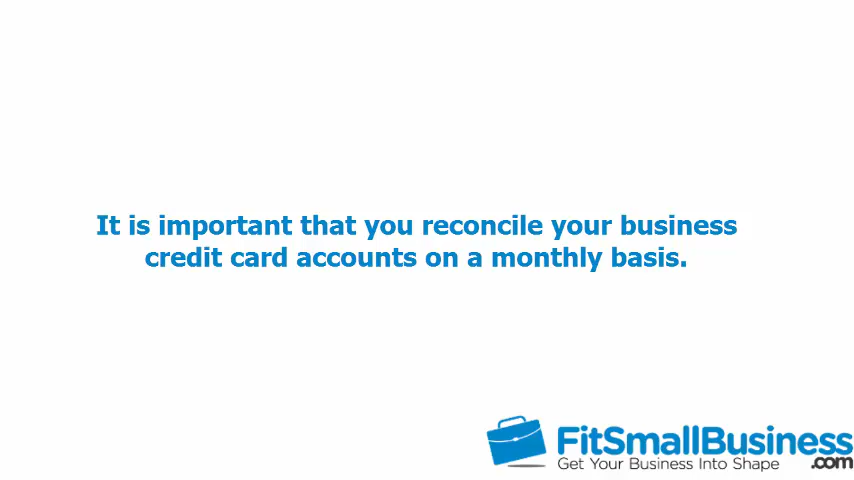 It is important that you reconcile your business
credit card accounts on a monthly basis.
FitSmallBusiness
.com
Get Your Business Into Shape